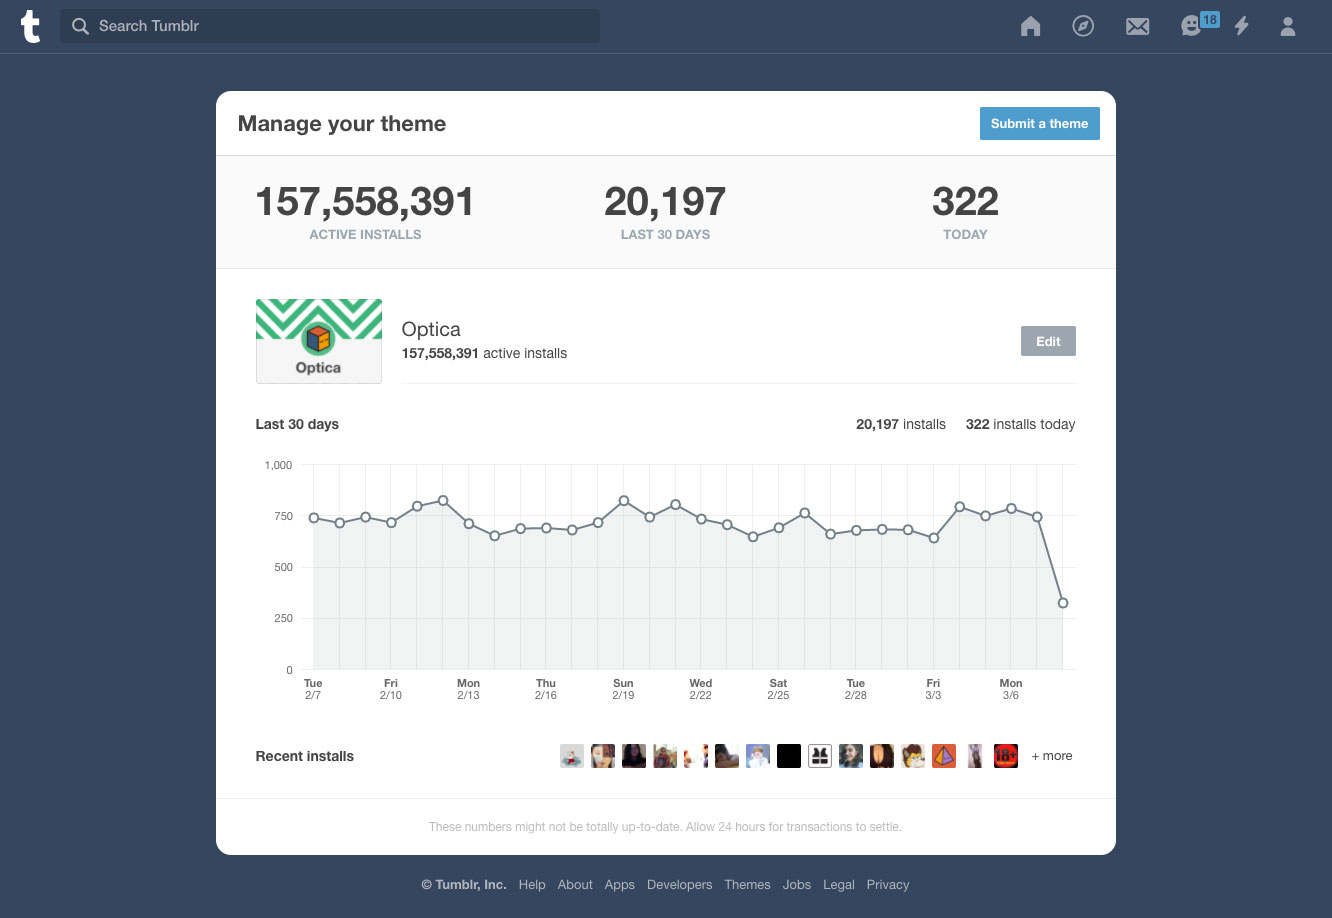 t Search Tumblr 18
Manage your theme Submit a theme
157,558,391 20,197 322
ACTIVE INSTALLS LAST 30 DAYS TODAY
Optica
Optica
157,558,391 active installs
Edit
Last 30 days 20,197 installs 322 installs today
1,000
750
500
250
0
Tue Fri Mon Thu Sun Wed Sat Tue Fri Mon
2/7 2/10 2/13 2/16 2/19 2/22 2/25 2/28 3/3 3/6
Recent installs 18+ + more
These numbers might not be totally up-to-date. Allow 24 hours for transactions to settle.
© Tumblr, Inc. Help About Apps Developers Themes Jobs Legal Privacy